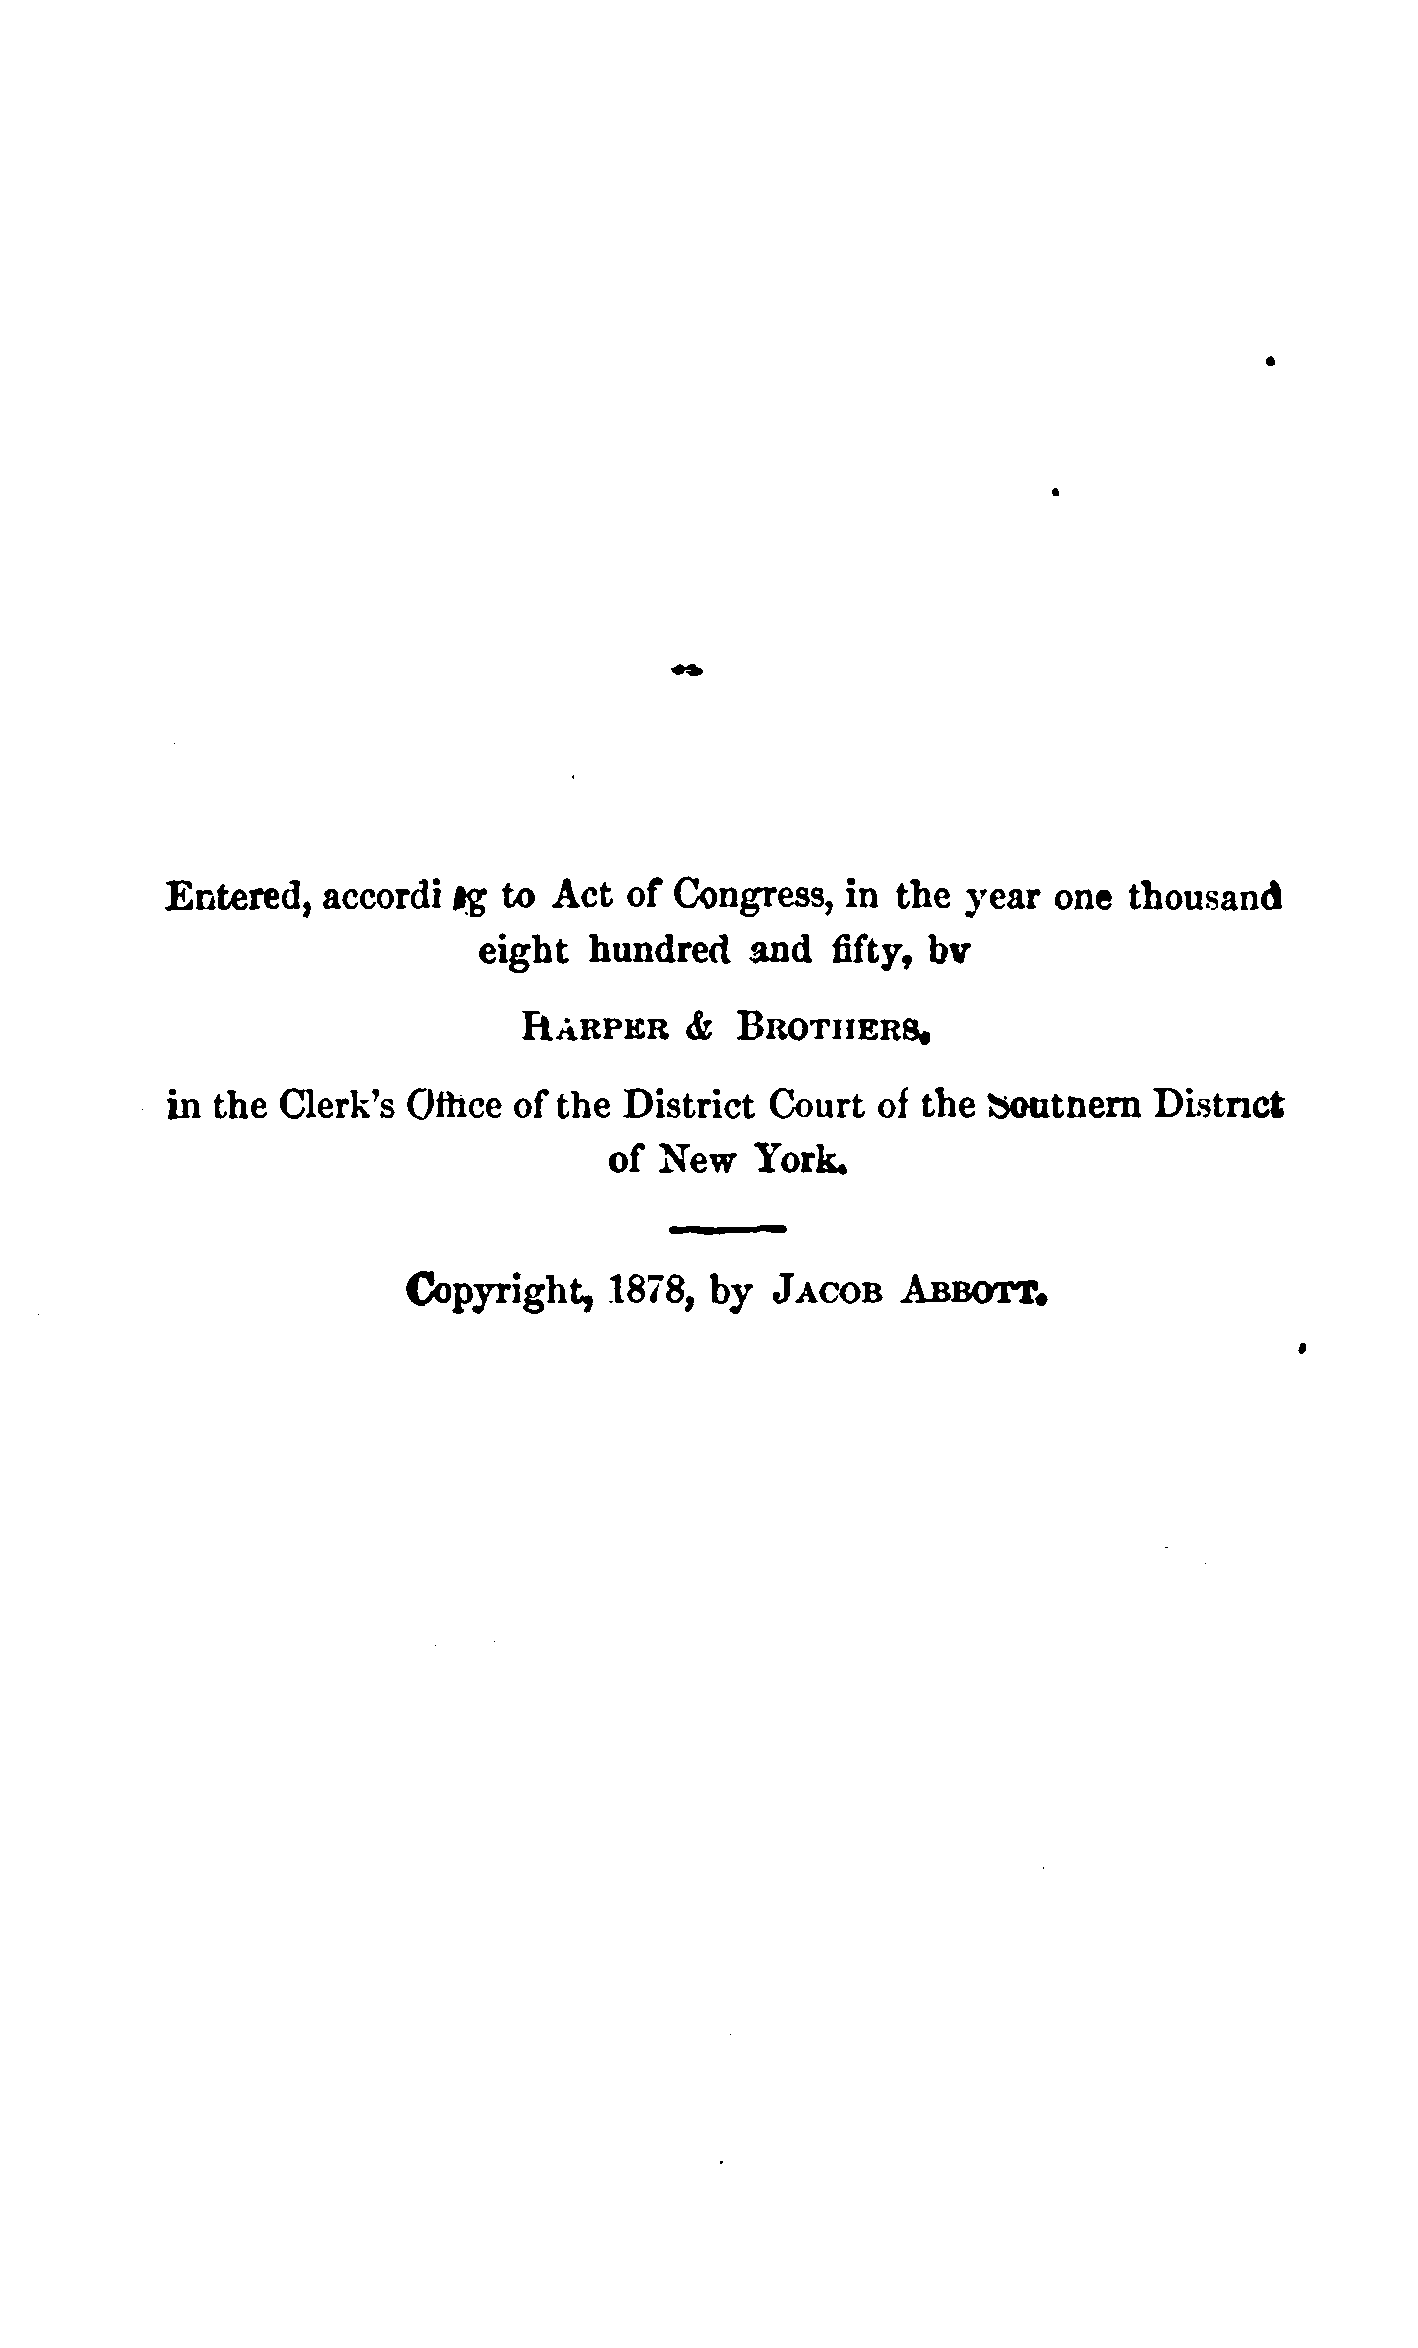 Entered, according to Act of Congress, in the year one thousand
eight hundred and fifty, by
HARPER & BROTHERS,
in the Clerk's Office of the District Court of the Southern District
of New York.
Copyright, 1878, by JACOB ABBOTT.